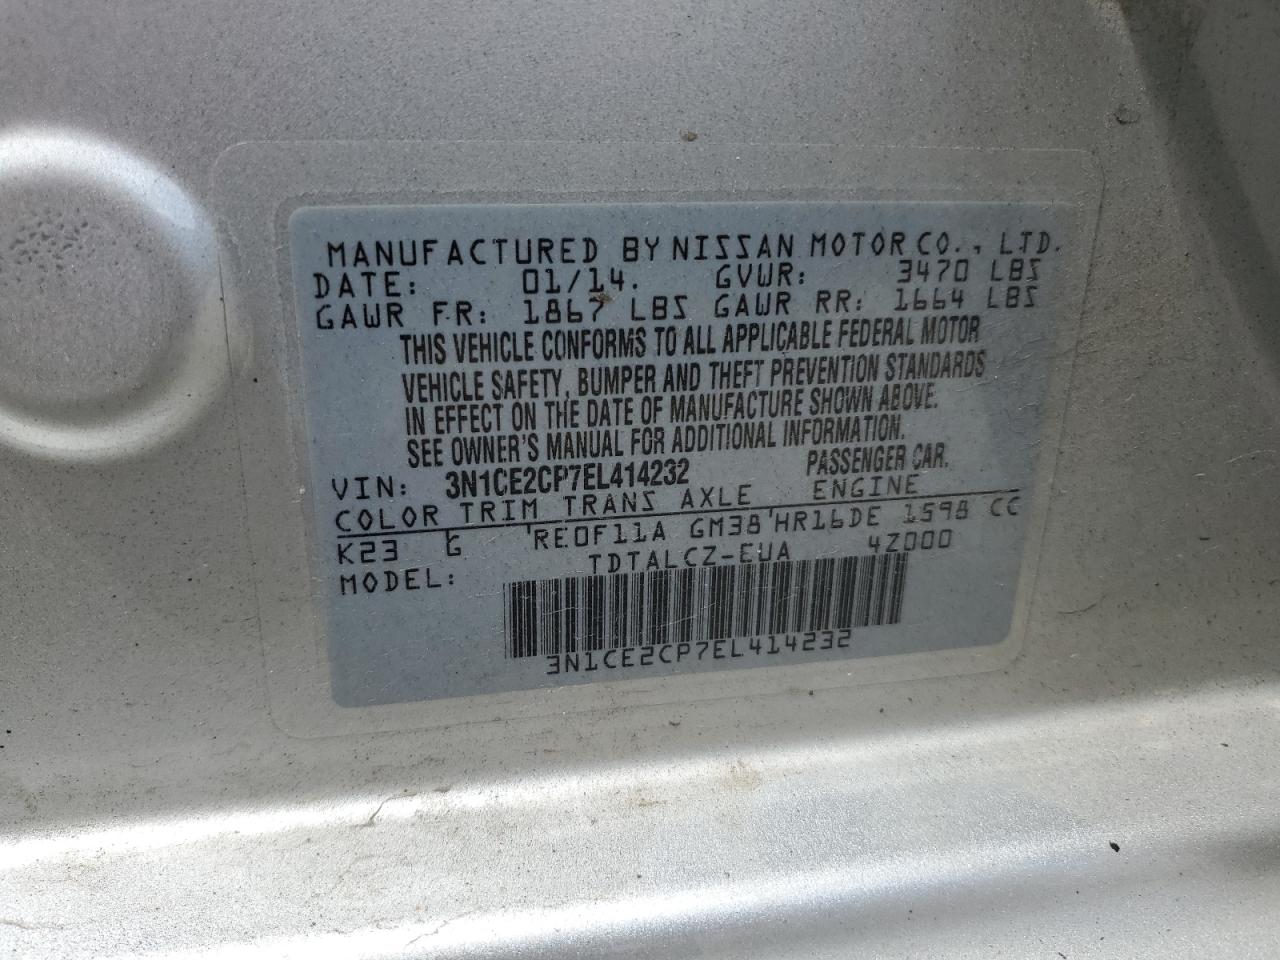 MANUFACTURED BY NISSAN MOTOR CO., LTD.
DATE: 01/14. GVWR: 3470 LBS
GAWR FR: 1867 LBS GAWR RR: 1664 LBS
THIS VEHICLE CONFORMS TO ALL APPLICABLE FEDERAL MOTOR
VEHICLE SAFETY, BUMPER AND THEFT PREVENTION STANDARDS
IN EFFECT ON THE DATE OF MANUFACTURE SHOWN ABOVE.
SEE OWNER'S MANUAL FOR ADDITIONAL INFORMATION.
VIN: 3N1CE2CP7EL414232 PASSENGER CAR.
COLOR TRIM TRANS AXLE ENGINE
K23 G RE0F11A GM38 HR16DE 1598 CC
MODEL: TDTALCZ-EUA 4Z000
3N1CE2CP7EL414232